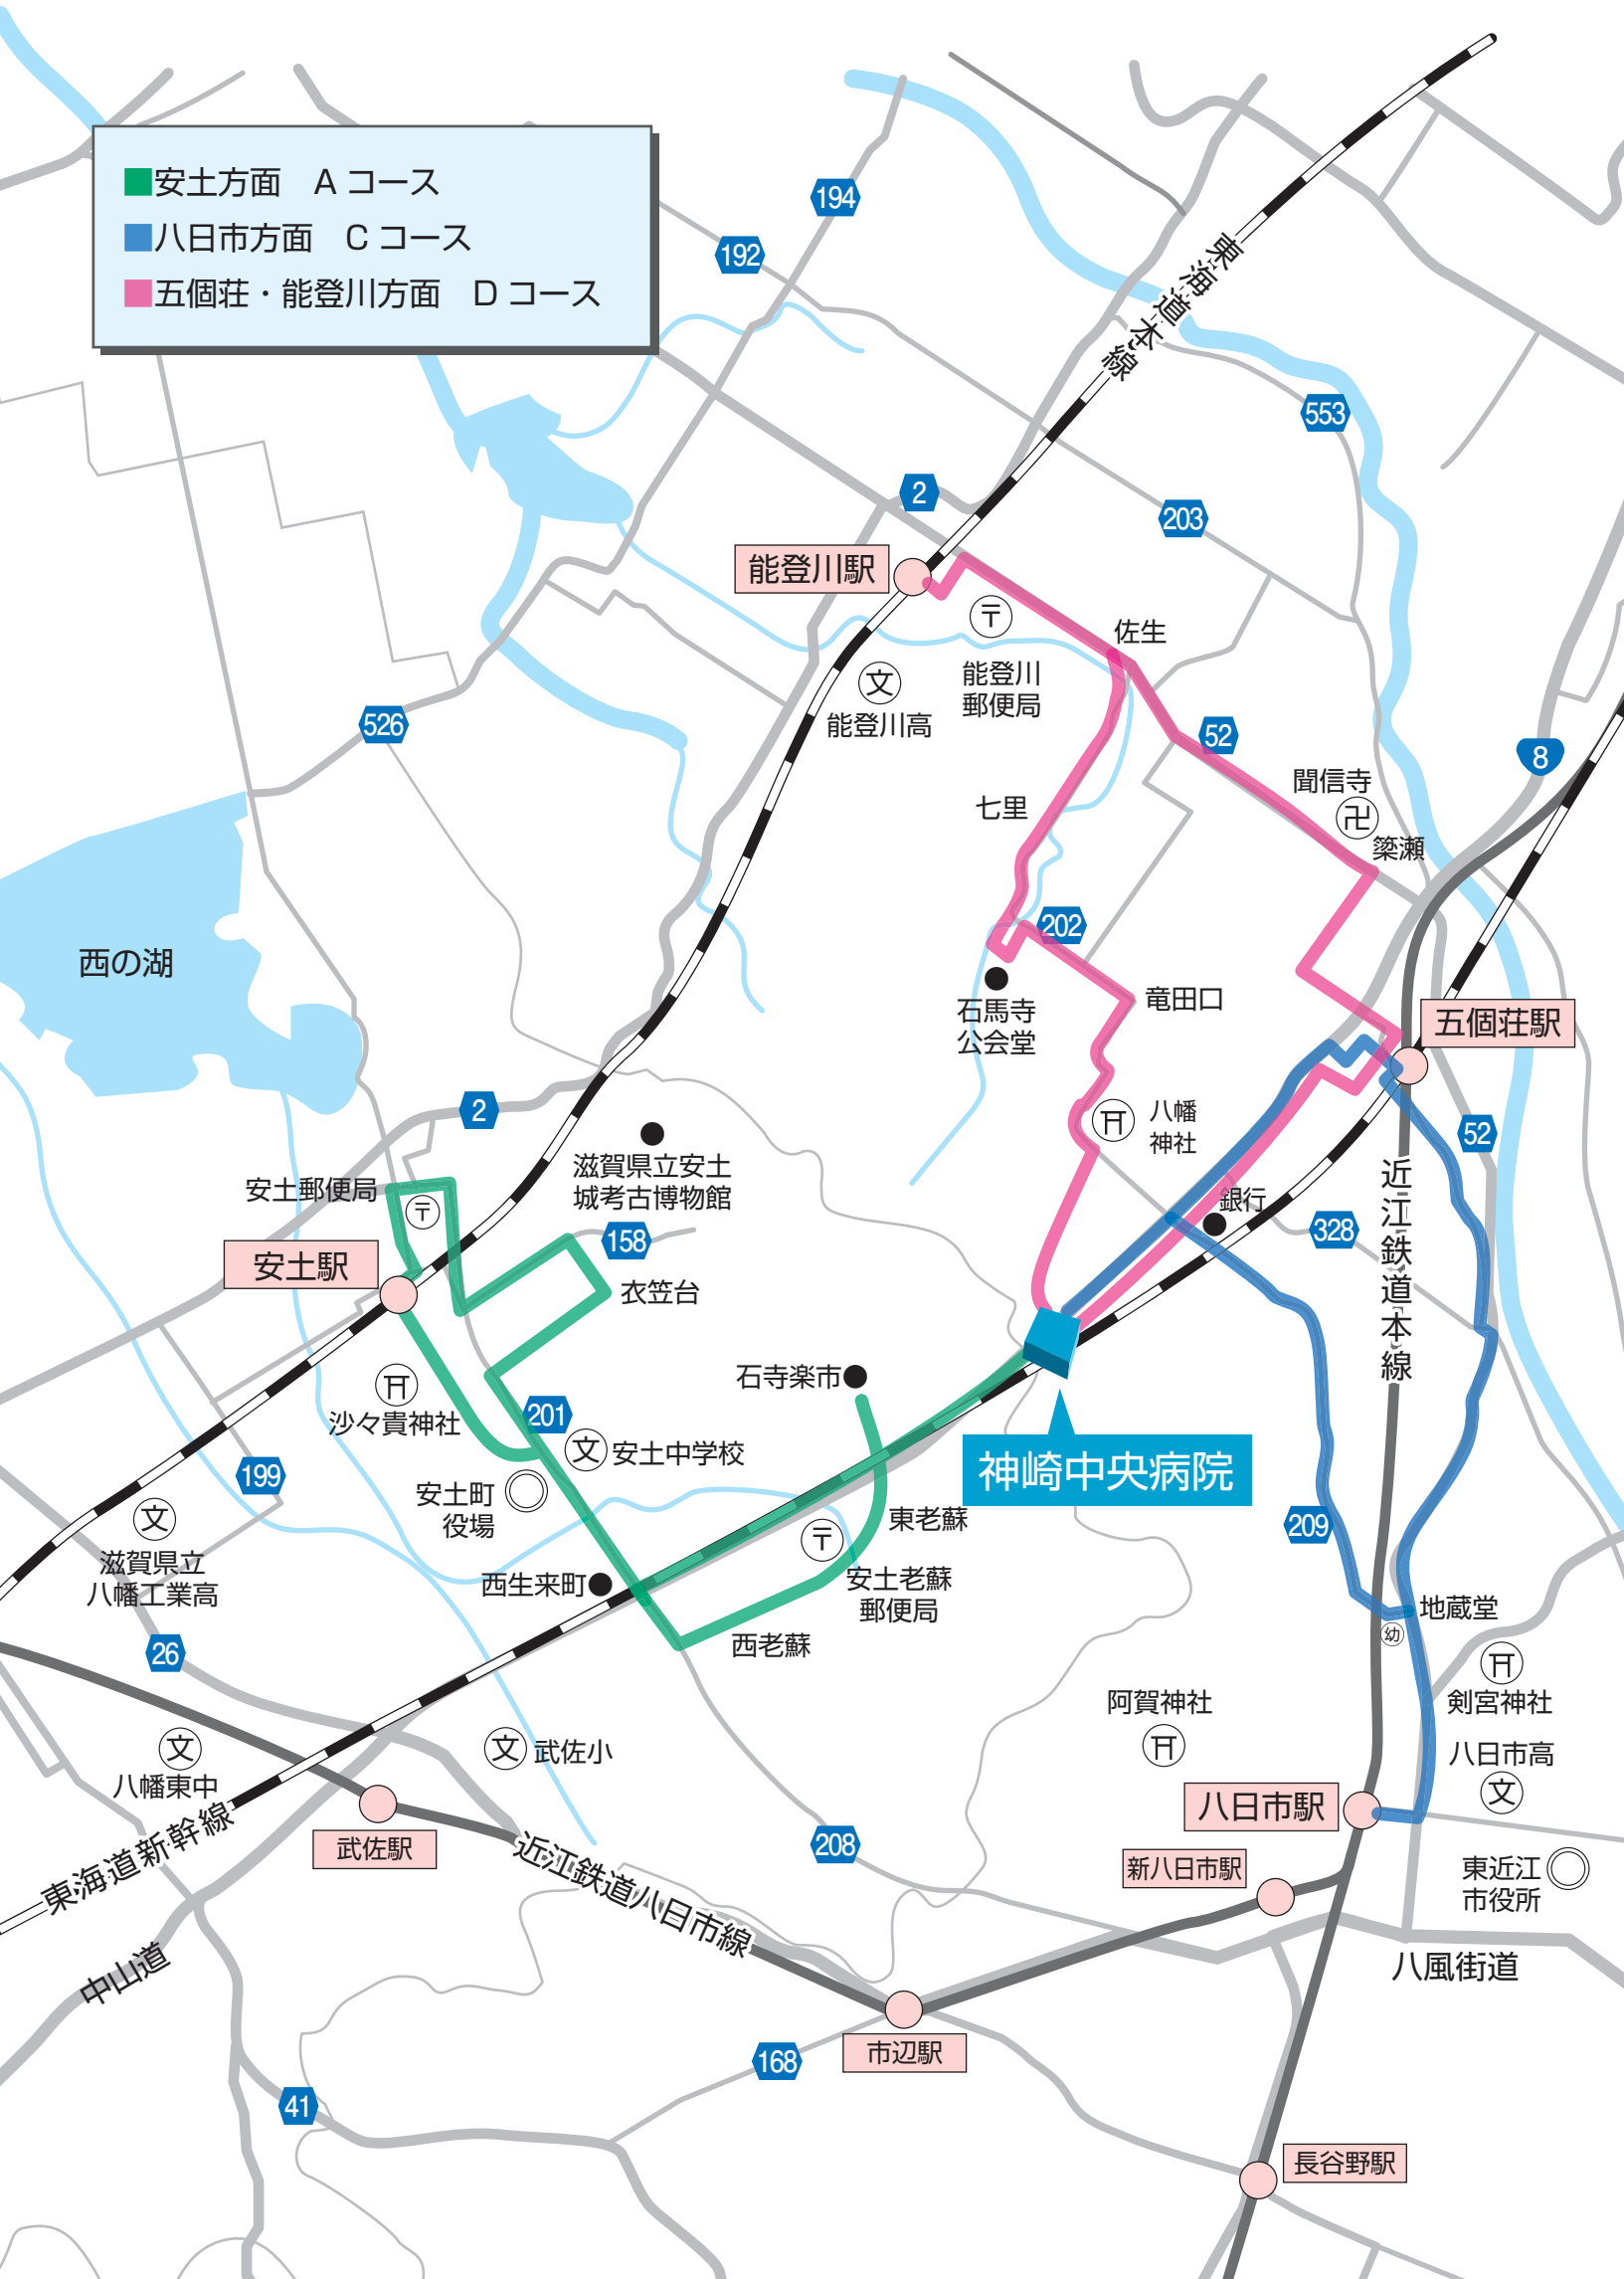 安土方面　A コース
八日市方面　C コース
五個荘・能登川方面　D コース
194
192
東海道本線
553
2
203
能登川駅
佐生
能登川
郵便局
文
能登川高
526
52
8
聞信寺
簗瀬
七里
202
西の湖
石馬寺
公会堂
竜田口
五個荘駅
2
八幡
神社
52
滋賀県立安土
城考古博物館
安土郵便局
銀行
328
158
近江鉄道本線
安土駅
衣笠台
石寺楽市
沙々貴神社
201
文
安土中学校
神崎中央病院
199
安土町
役場
文
滋賀県立
八幡工業高
東老蘇
209
西生来町
安土老蘇
郵便局
地蔵堂
幼
西老蘇
26
剣宮神社
阿賀神社
文
八幡東中
文
武佐小
八日市高
文
八日市駅
武佐駅
東海道新幹線
近江鉄道八日市線
208
新八日市駅
東近江
市役所
中山道
八風街道
市辺駅
168
41
長谷野駅